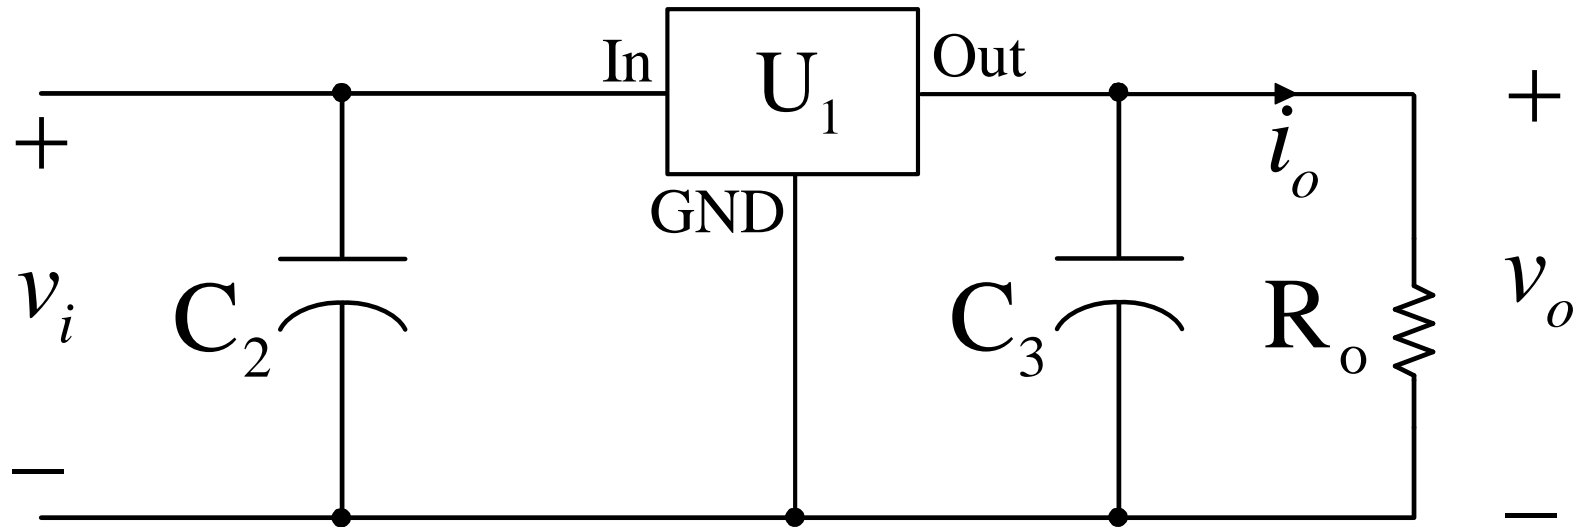 In
U1
Out
GND
+
vi
−
C2
C3
io
Ro
+
vo
−